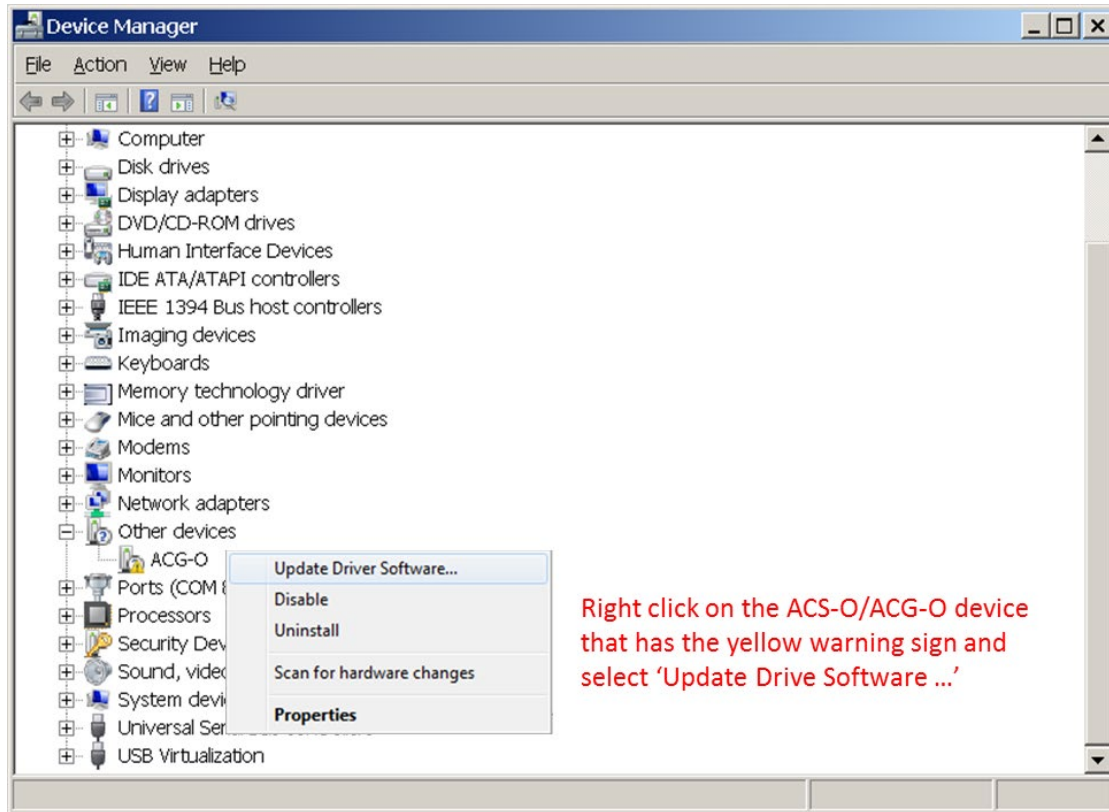 Device Manager
File Action View Help
Computer
Disk drives
Display adapters
DVD/CD-ROM drives
Human Interface Devices
IDE ATA/ATAPI controllers
IEEE 1394 Bus host controllers
Imaging devices
Keyboards
Memory technology driver
Mice and other pointing devices
Modems
Monitors
Network adapters
Other devices
ACG-O
Ports (COM &
Processors
Security Dev
Sound, video
System devi
Universal Ser
USB Virtualization
Update Driver Software...
Disable
Uninstall
Scan for hardware changes
Properties
Right click on the ACS-O/ACG-O device
that has the yellow warning sign and
select ‘Update Drive Software ...’